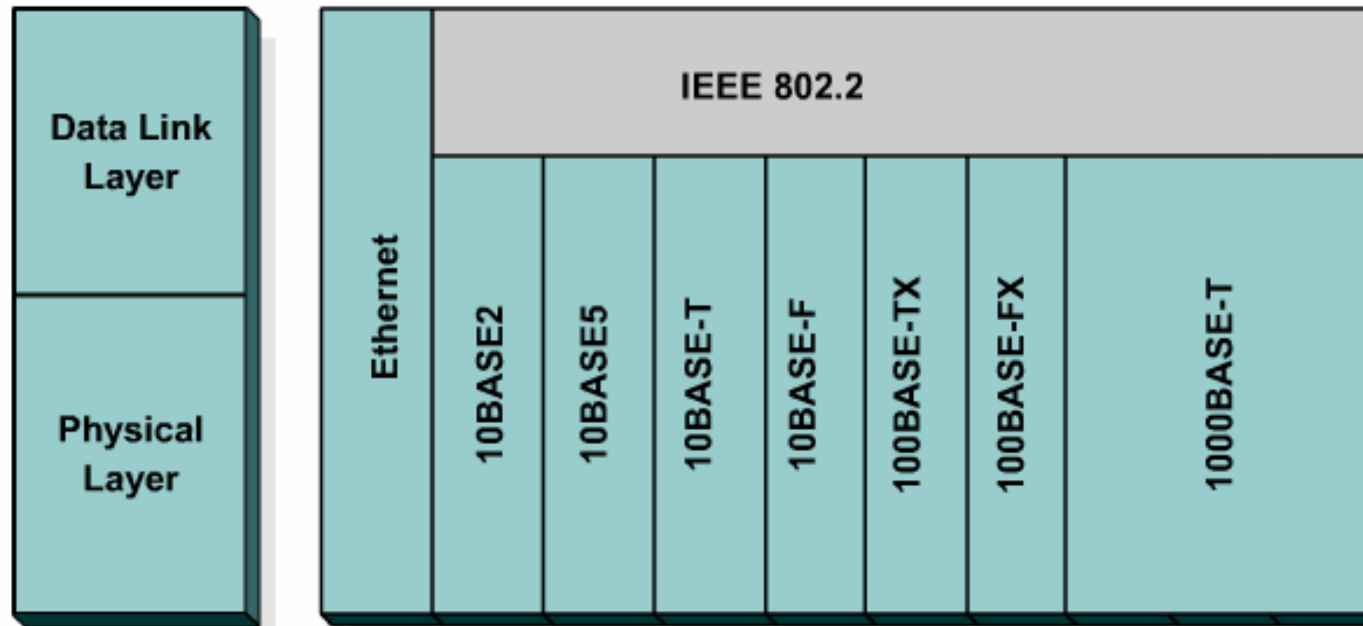 Data Link
Layer
Physical
Layer
IEEE 802.2
Ethernet
10BASE2
10BASE5
10BASE-T
10BASE-F
100BASE-TX
100BASE-FX
1000BASE-T